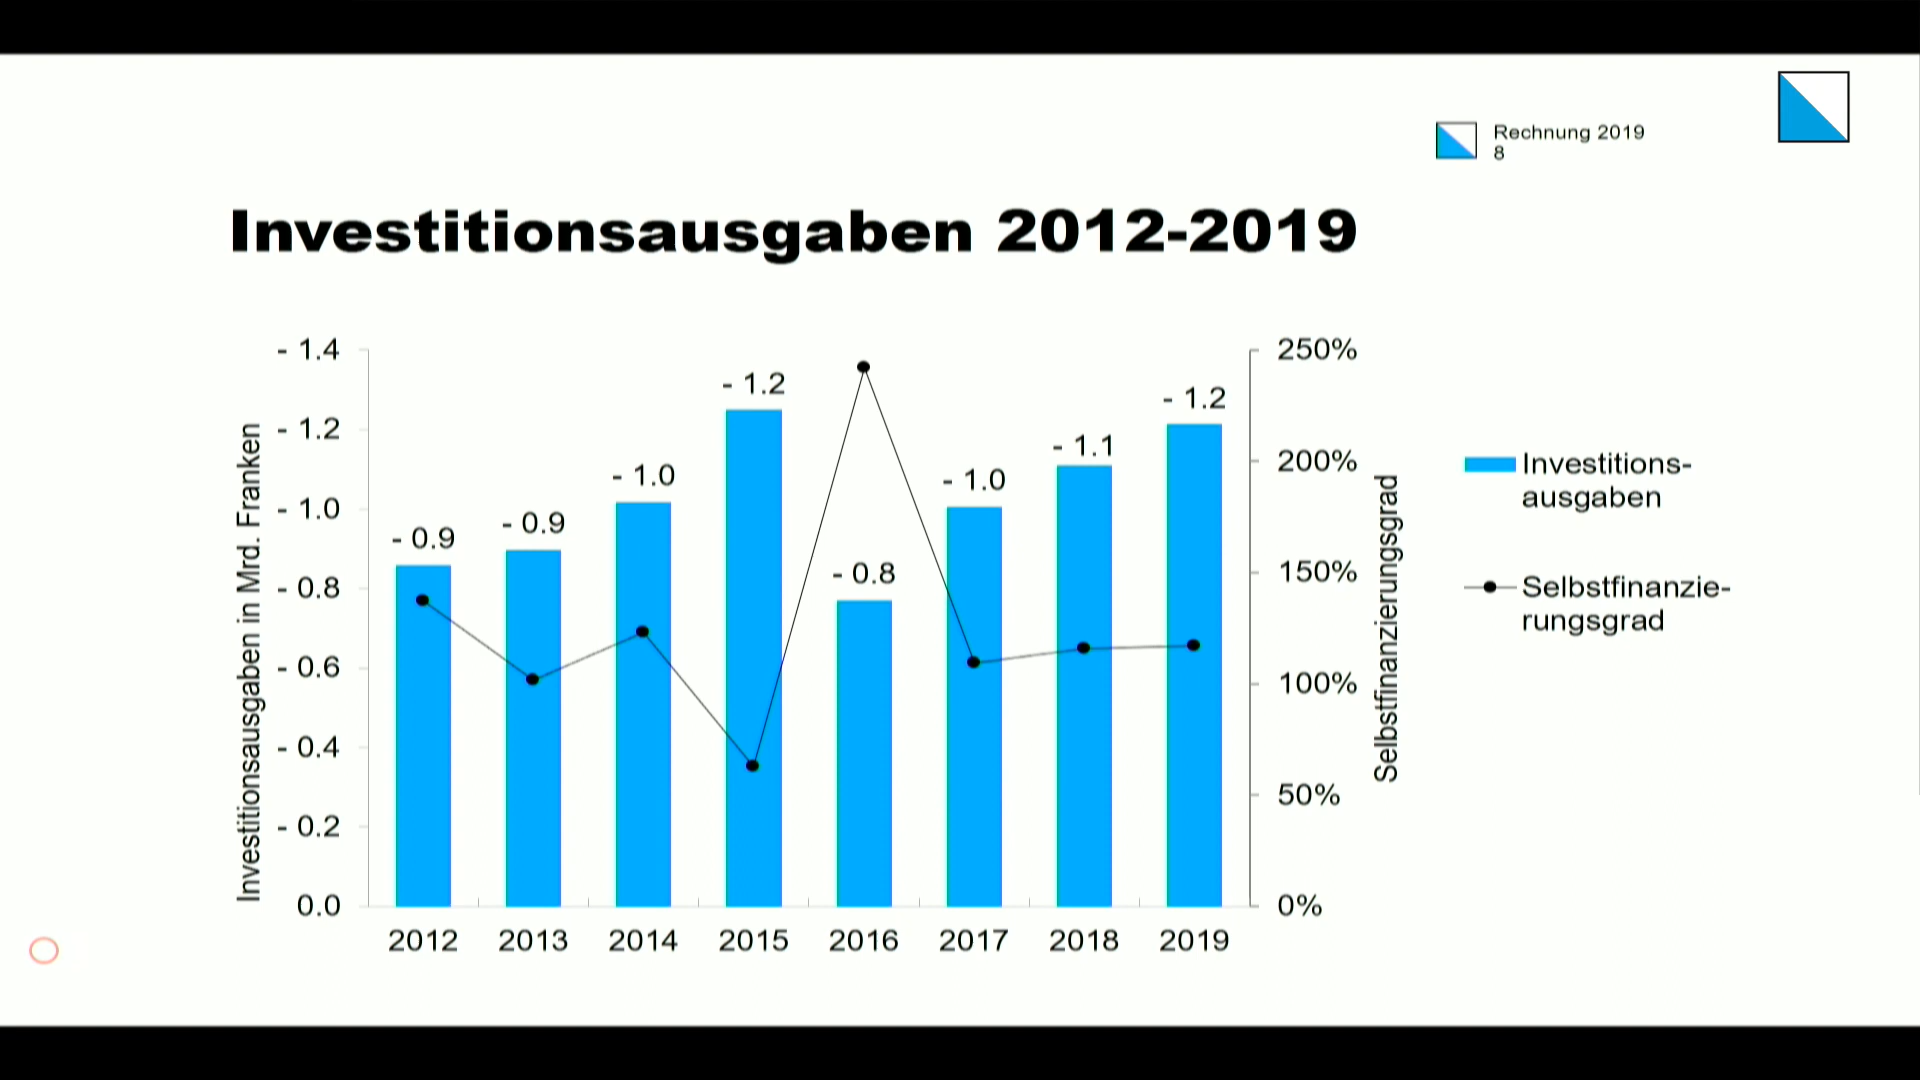 Rechnung 2019
8
Investitionsausgaben 2012-2019
Investitionsausgaben in Mrd. Franken
- 1.4
- 1.2
- 1.0
- 0.8
- 0.6
- 0.4
- 0.2
0.0
- 0.9
- 0.9
- 1.0
- 1.2
- 0.8
- 1.0
- 1.1
- 1.2
2012 2013 2014 2015 2016 2017 2018 2019
250%
200%
150%
100%
50%
0%
Selbstfinanzierungsgrad
Investitions-
ausgaben
Selbstfinanzie-
rungsgrad